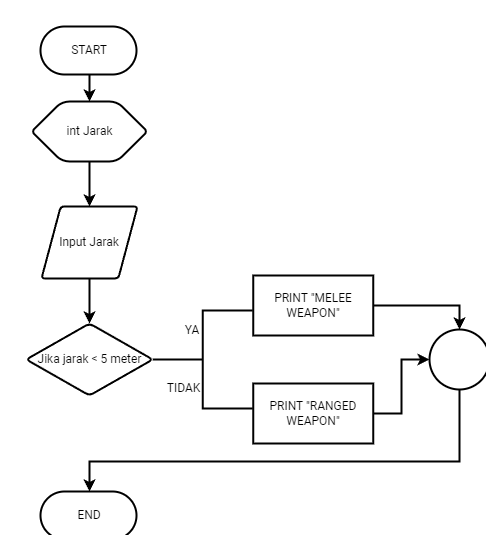 START
int Jarak
Input Jarak
Jika jarak < 5 meter
YA
TIDAK
PRINT "MELEE
WEAPON"
PRINT "RANGED
WEAPON"
END